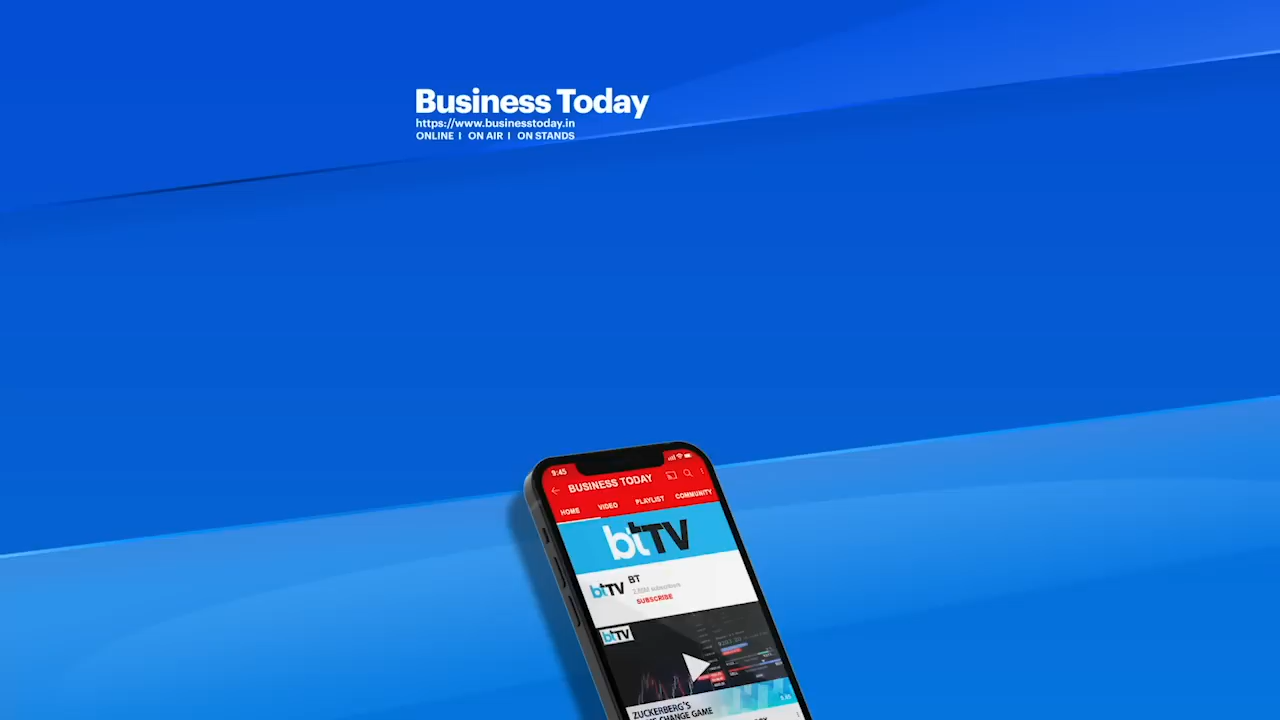 Business Today
https://www.businesstoday.in
ONLINE I ON AIR I ON STANDS
9:45
BUSINESS TODAY
HOME VIDEO PLAYLIST COMMUNITY
btTV
btTV BT
SUBSCRIBE
btTV
ZUCKERBERG'S
CHANGE GAME